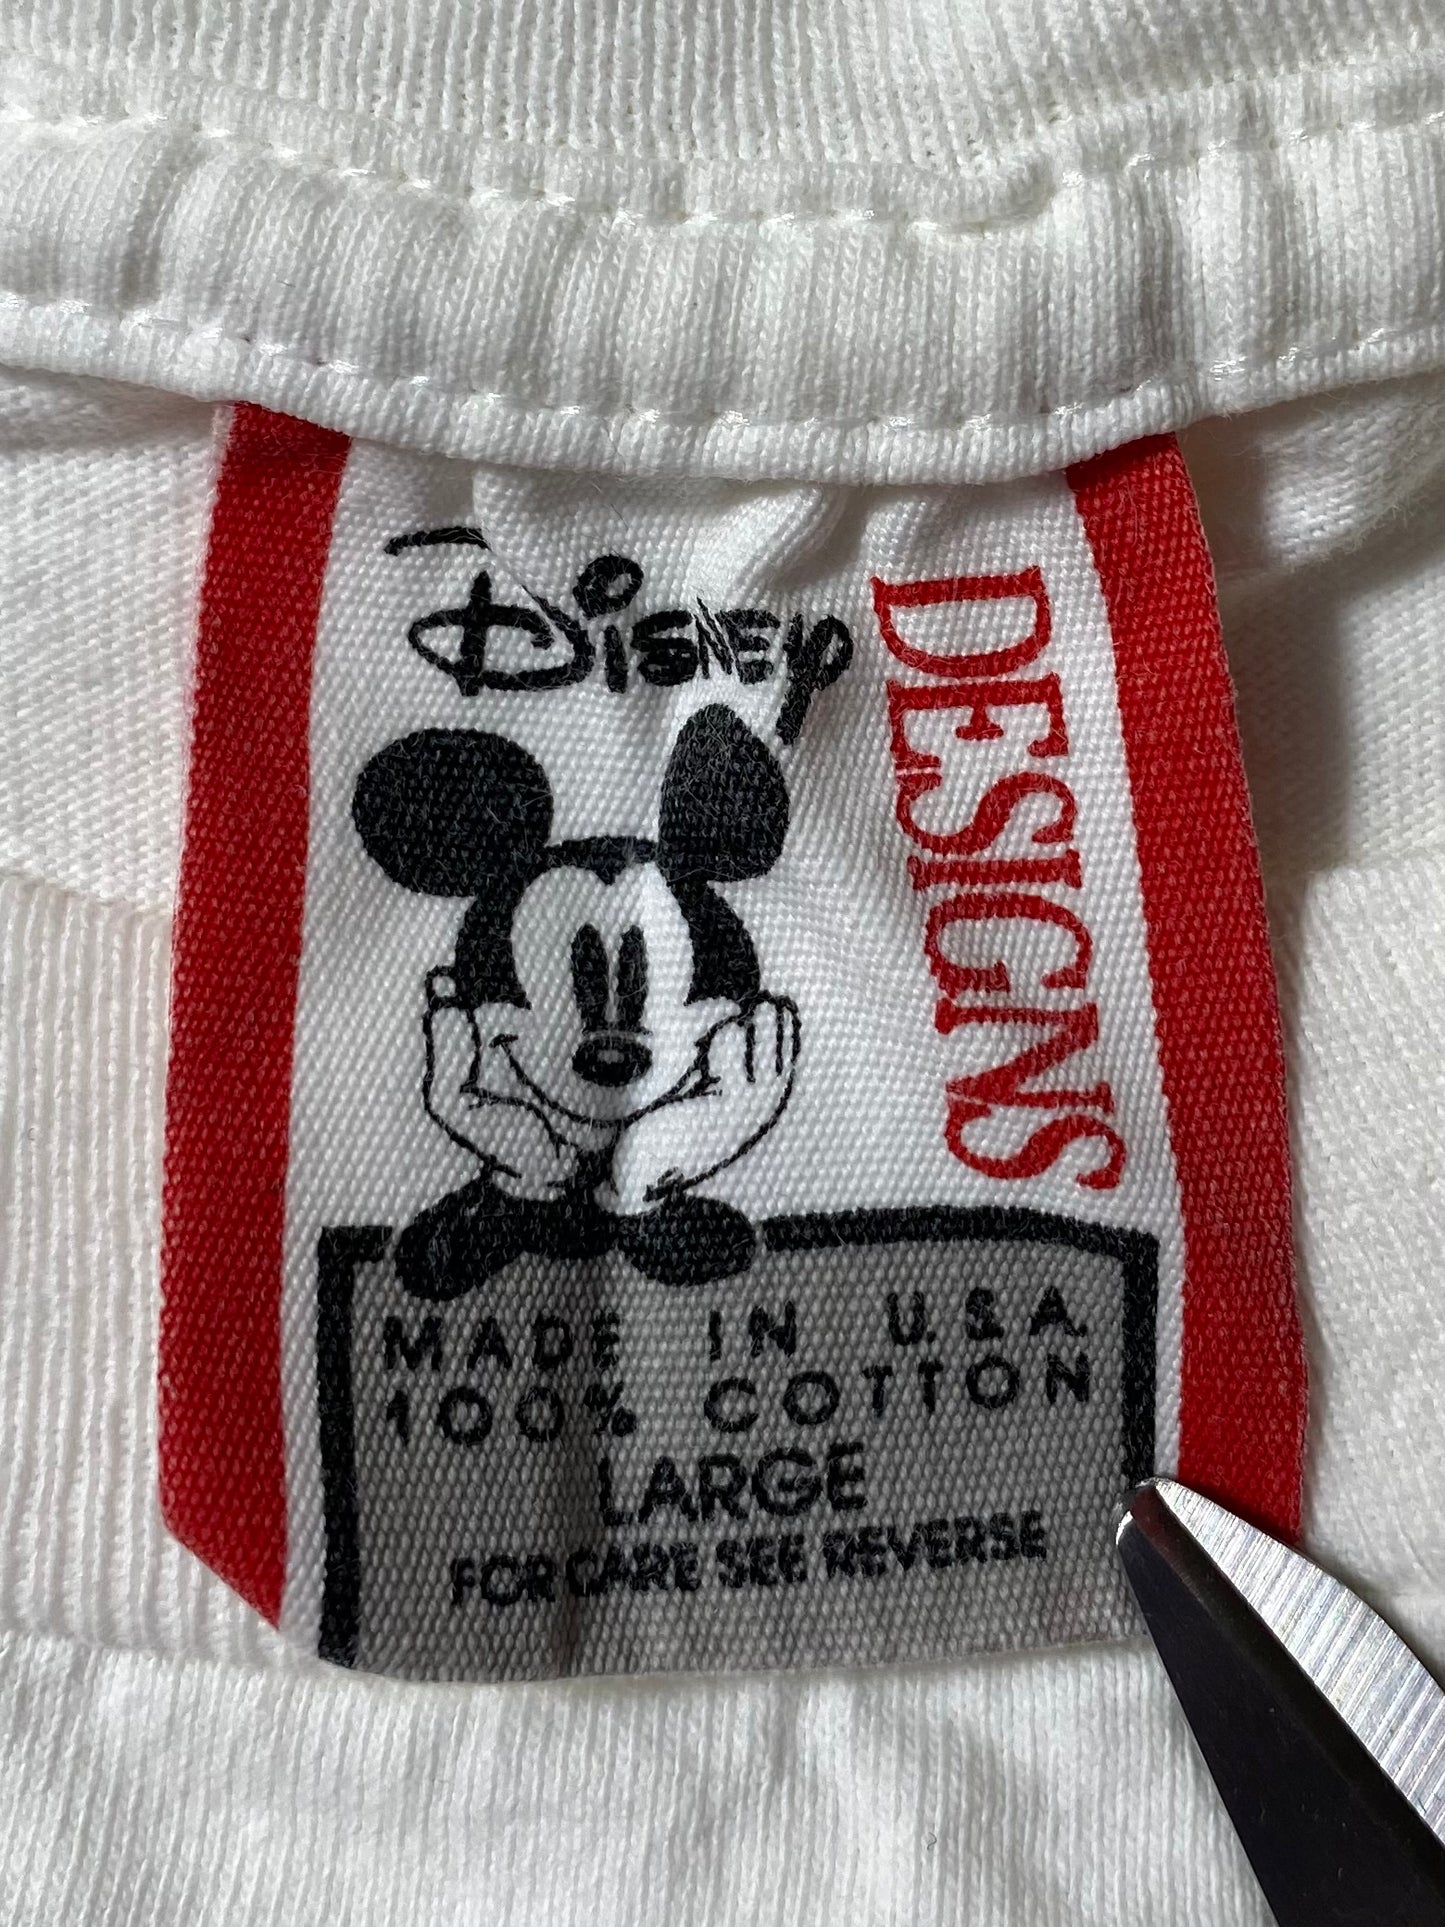 Disney
DESIGNS
MADE IN U.S.A.
100% COTTON
LARGE
FOR CARE SEE REVERSE